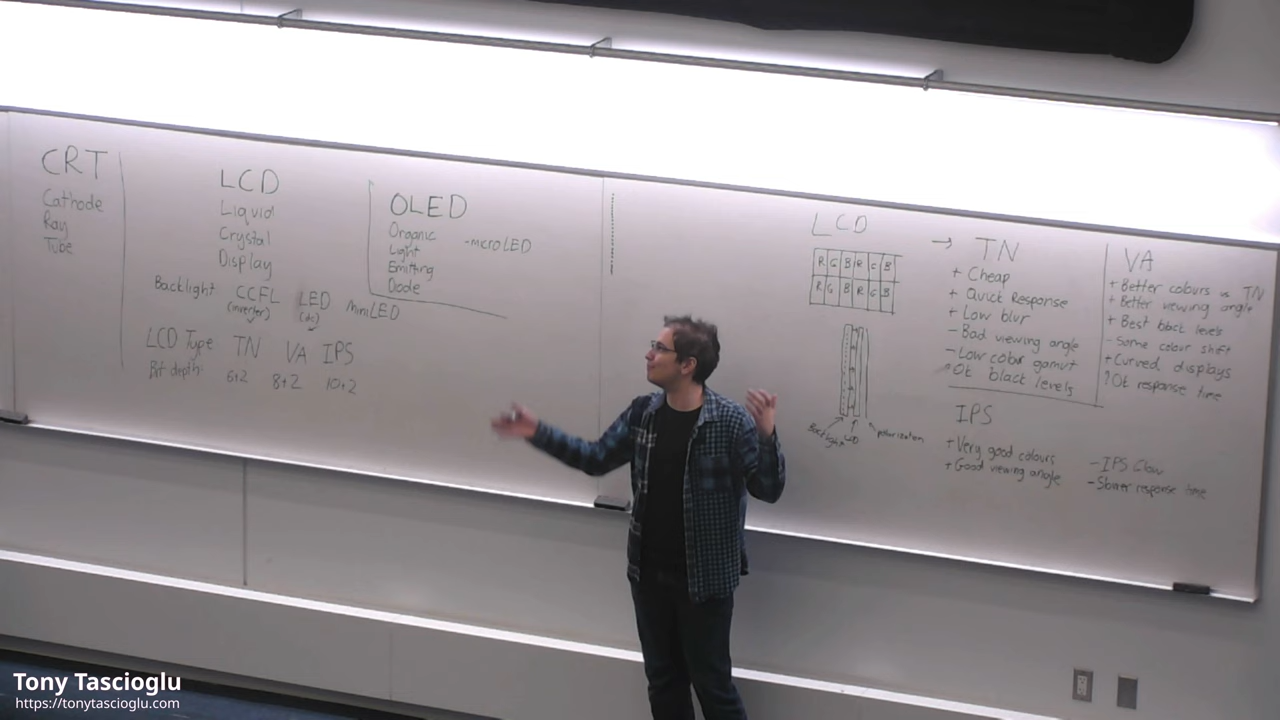 CRT
Cathode
Ray
Tube
LCD
Liquid
Crystal
Display
Backlight CCFL LED miniLED
(inverter) (dc)
LCD Type TN VA IPS
Bit depth: 6+2 8+2 10+2
OLED
Organic - microLED
Light
Emitting
Diode
LCD
R G B R G B
R G B R G B
Backlight LCD polarization
→ TN
+ Cheap
+ Quick Response
+ Low blur
- Bad viewing angle
- Low colour gamut
? Ok black levels
VA
+ Better colours vs TN
+ Better viewing angle
+ Best black levels
- Some colour shift
+ Curved displays
? Ok response time
IPS
+ Very good colours
+ Good viewing angle
- IPS Glow
- Slower response time
Tony Tascioglu
https://tonytascioglu.com